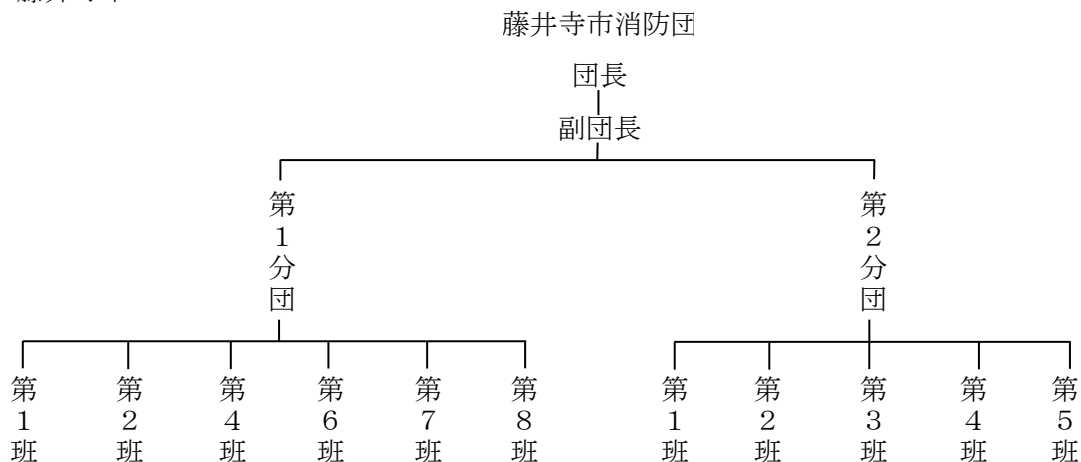 藤井寺市消防団
団長
副団長
第1分団
第2分団
第1班
第2班
第4班
第6班
第7班
第8班
第1班
第2班
第3班
第4班
第5班